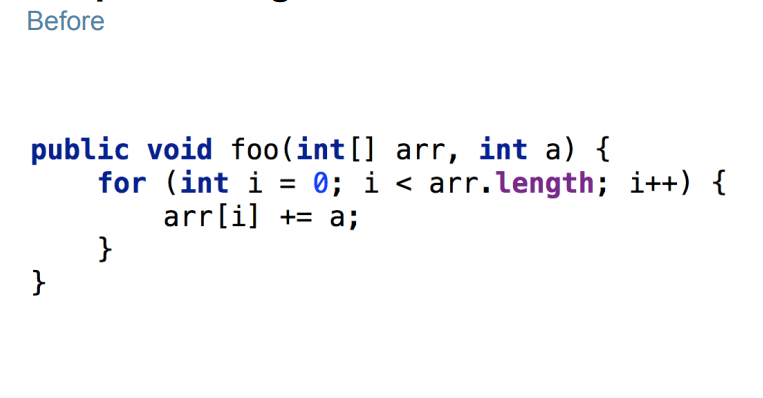 Before
public void foo(int[] arr, int a) {
    for (int i = 0; i < arr.length; i++) {
        arr[i] += a;
    }
}